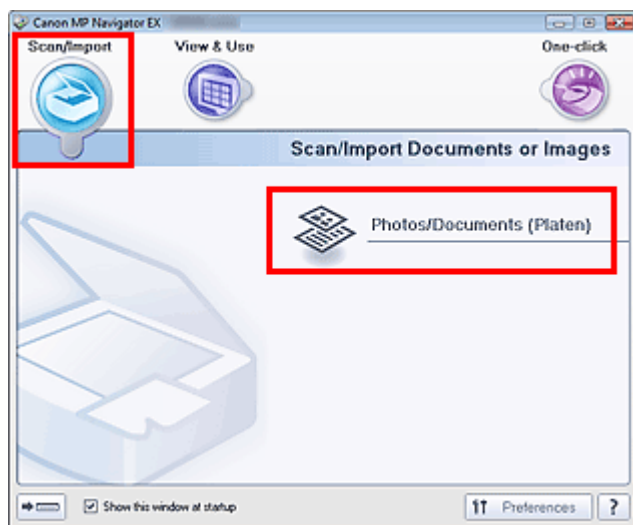 Canon MP Navigator EX
Scan/Import
View & Use
One-click
Scan/Import Documents or Images
Photos/Documents (Platen)
Show this window at startup
Preferences
?